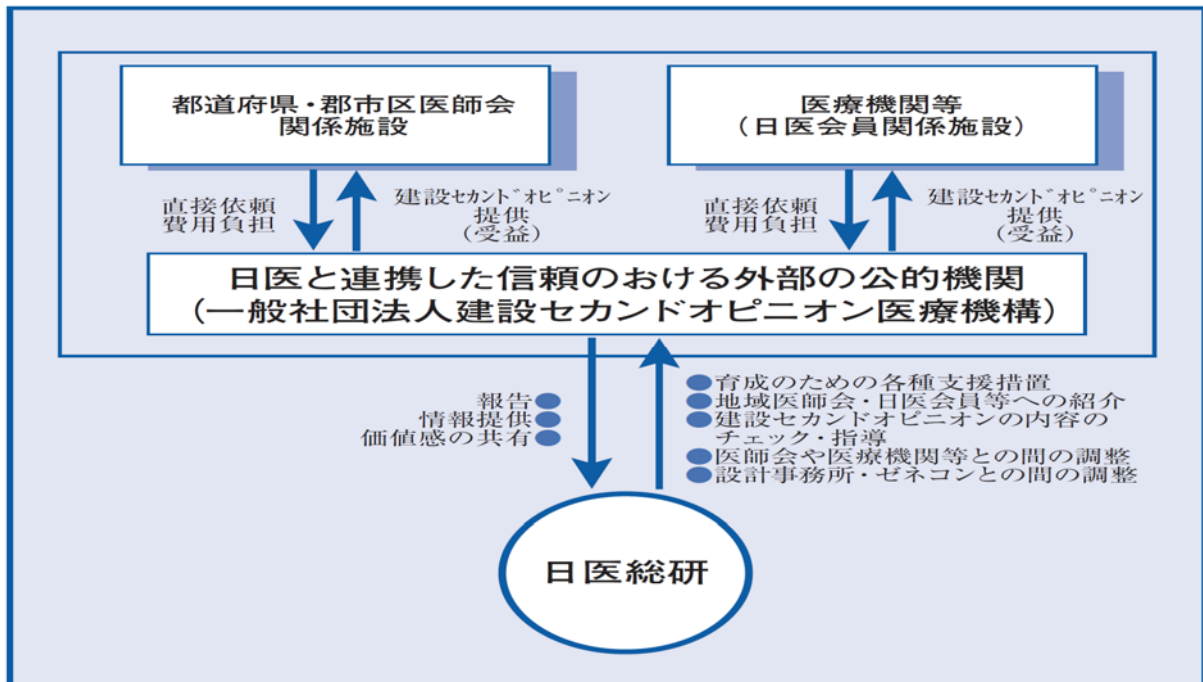 都道府県・郡市区医師会
関係施設
医療機関等
(日医会員関係施設)
直接依頼
費用負担
建設セカンドオピニオン
提供
(受益)
直接依頼
費用負担
建設セカンドオピニオン
提供
(受益)
日医と連携した信頼のおける外部の公的機関
(一般社団法人建設セカンドオピニオン医療機構)
報告●
情報提供●
価値感の共有●
●育成のための各種支援措置
●地域医師会・日医会員等への紹介
●建設セカンドオピニオンの内容の
チェック・指導
●医師会や医療機関等との間の調整
●設計事務所・ゼネコンとの間の調整
日医総研